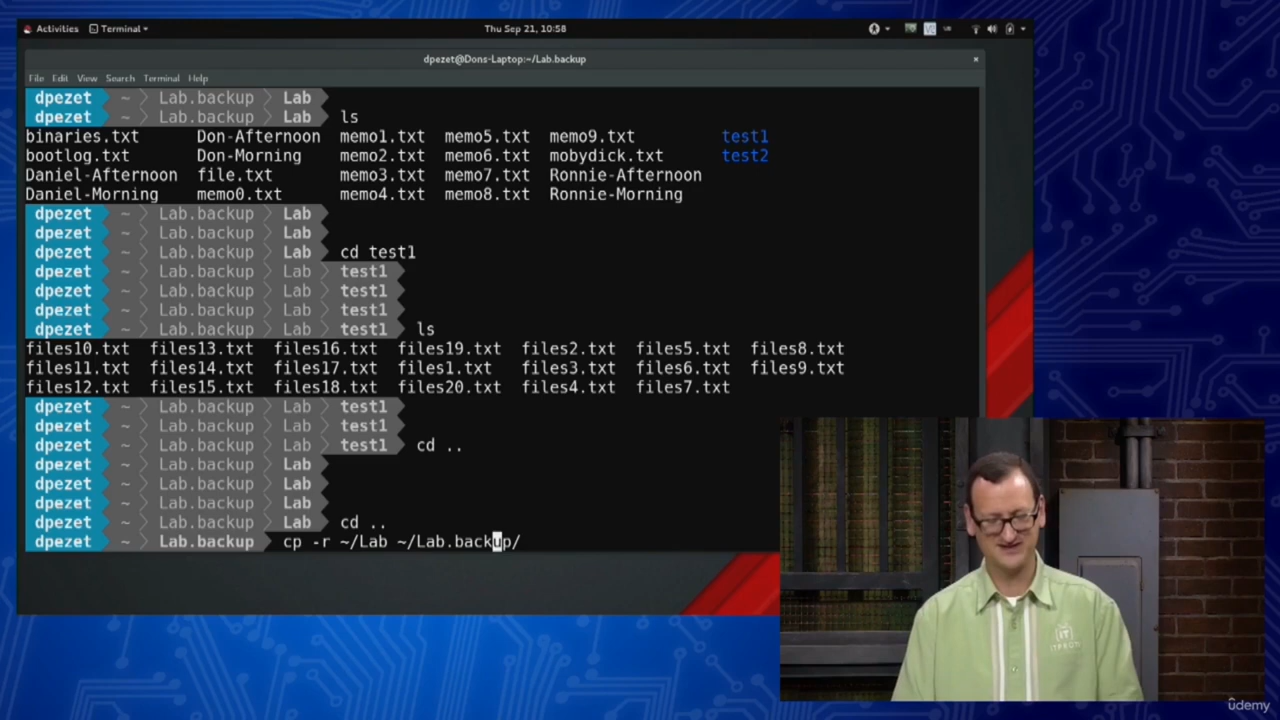 Activities Terminal Thu Sep 21, 10:58
dpezet@Dons-Laptop:~/Lab.backup ×
File Edit View Search Terminal Help
dpezet ~ Lab.backup Lab
dpezet ~ Lab.backup Lab ls
binaries.txt Don-Afternoon memo1.txt memo5.txt memo9.txt test1
bootlog.txt Don-Morning memo2.txt memo6.txt mobydick.txt test2
Daniel-Afternoon file.txt memo3.txt memo7.txt Ronnie-Afternoon
Daniel-Morning memo0.txt memo4.txt memo8.txt Ronnie-Morning
dpezet ~ Lab.backup Lab
dpezet ~ Lab.backup Lab
dpezet ~ Lab.backup Lab cd test1
dpezet ~ Lab.backup Lab test1
dpezet ~ Lab.backup Lab test1
dpezet ~ Lab.backup Lab test1
dpezet ~ Lab.backup Lab test1 ls
files10.txt files13.txt files16.txt files19.txt files2.txt files5.txt files8.txt
files11.txt files14.txt files17.txt files1.txt files3.txt files6.txt files9.txt
files12.txt files15.txt files18.txt files20.txt files4.txt files7.txt
dpezet ~ Lab.backup Lab test1
dpezet ~ Lab.backup Lab test1
dpezet ~ Lab.backup Lab test1 cd ..
dpezet ~ Lab.backup Lab
dpezet ~ Lab.backup Lab
dpezet ~ Lab.backup Lab
dpezet ~ Lab.backup Lab cd ..
dpezet ~ Lab.backup cp -r ~/Lab ~/Lab.backup/
IT
ITPROTV
udemy